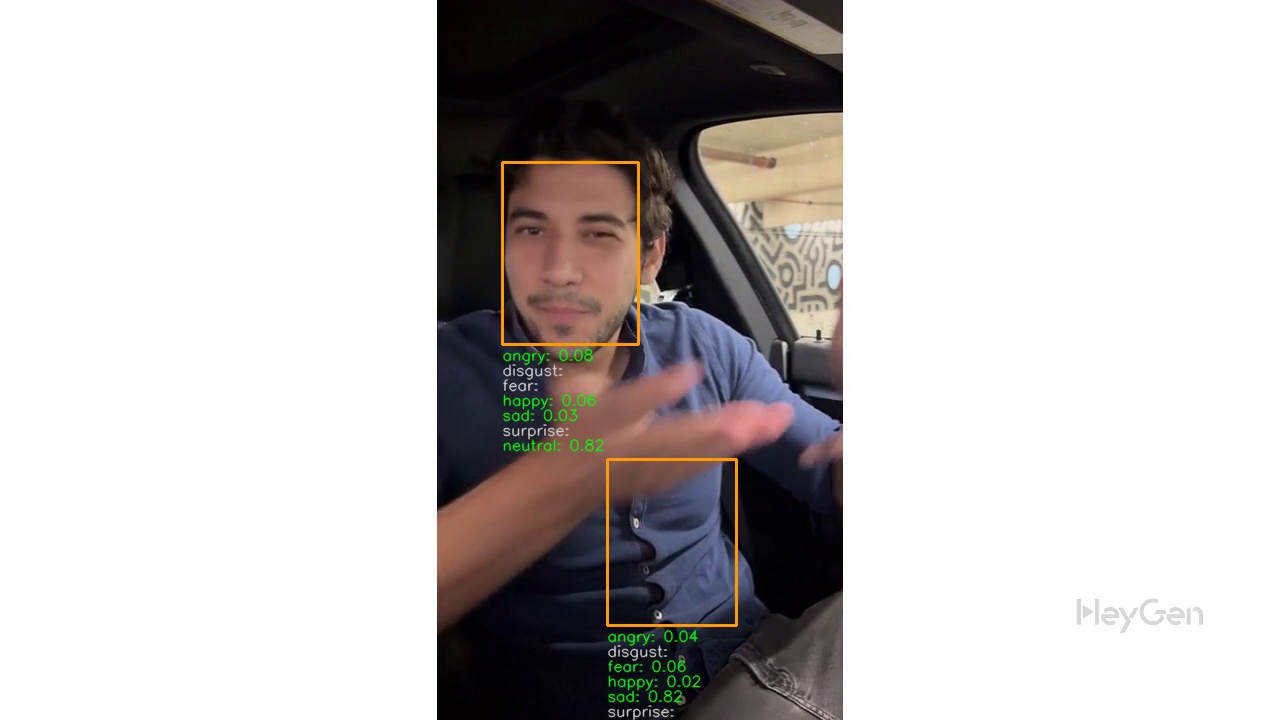 angry: 0.08
disgust:
fear:
happy: 0.06
sad: 0.03
surprise:
neutral: 0.82
angry: 0.04
disgust:
fear: 0.06
happy: 0.02
sad: 0.82
surprise:
HeyGen